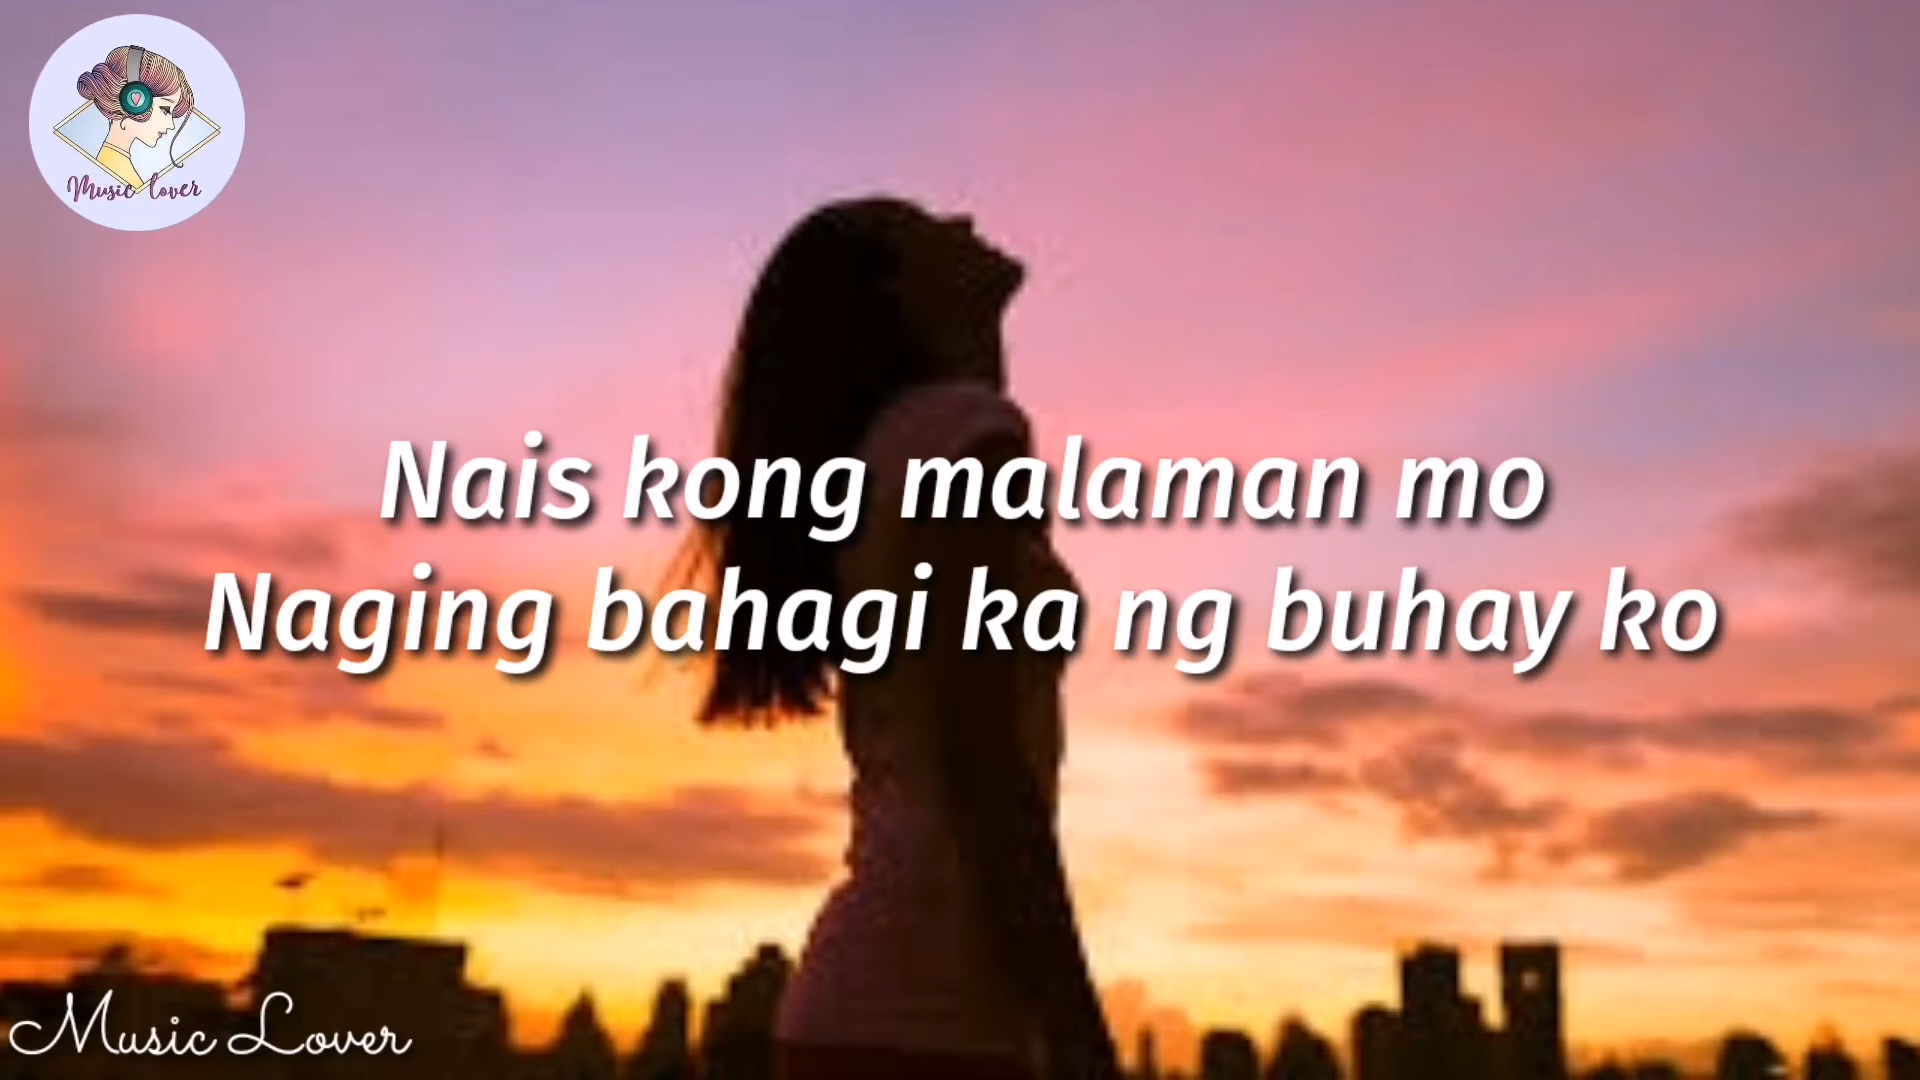 Music lover
Nais kong malaman mo
Naging bahagi ka ng buhay ko
Music Lover